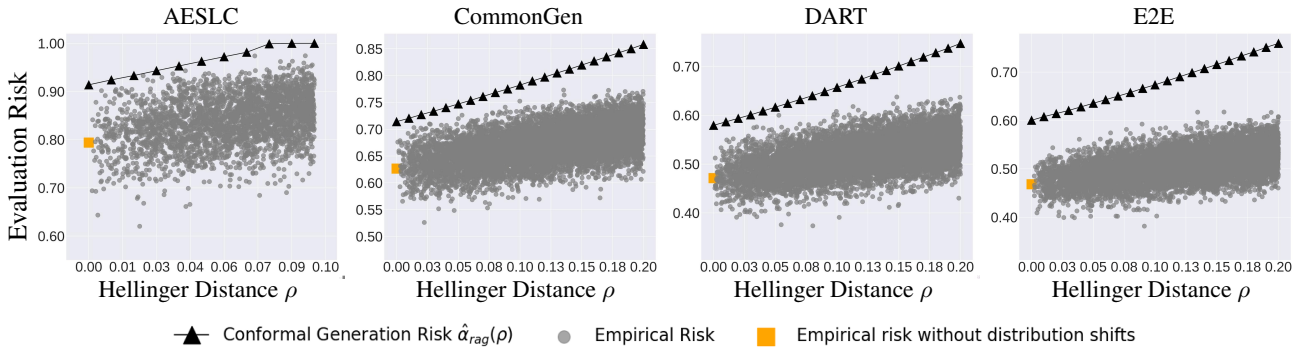 AESLC CommonGen DART E2E
Evaluation Risk
1.00
0.90
0.80
0.70
0.60
0.00 0.01 0.03 0.04 0.06 0.07 0.09 0.10
Hellinger Distance ρ
0.85
0.80
0.75
0.70
0.65
0.60
0.55
0.50
0.00 0.03 0.05 0.08 0.10 0.13 0.15 0.18 0.20
Hellinger Distance ρ
0.70
0.60
0.50
0.40
0.00 0.03 0.05 0.08 0.10 0.13 0.15 0.18 0.20
Hellinger Distance ρ
0.70
0.60
0.50
0.40
0.00 0.03 0.05 0.08 0.10 0.13 0.15 0.18 0.20
Hellinger Distance ρ
Conformal Generation Risk α̂_rag(ρ) Empirical Risk Empirical risk without distribution shifts